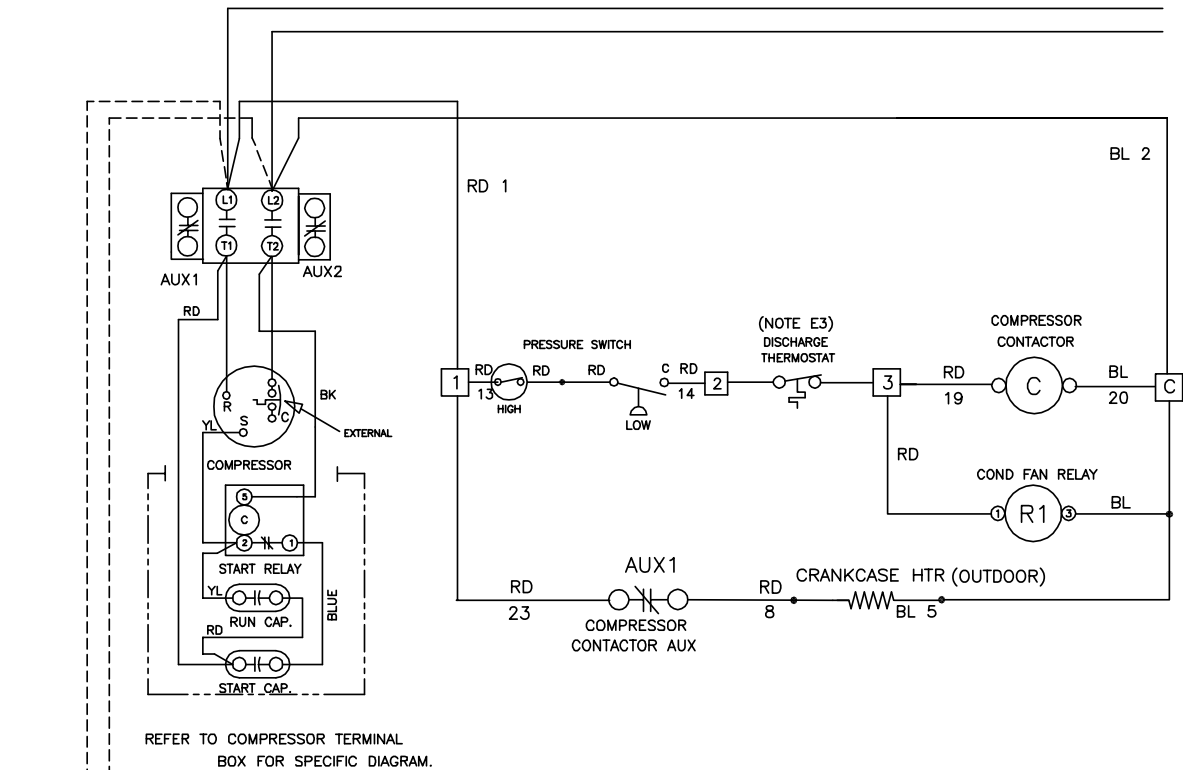 BL 2
RD 1
L1
L2
T1
T2
AUX1
AUX2
RD
(NOTE E3)
DISCHARGE
THERMOSTAT
COMPRESSOR
CONTACTOR
PRESSURE SWITCH
1
RD
13
HIGH
RD
RD
LOW
C
RD
14
2
3
RD
19
C
BL
20
C
R
S
C
BK
YL
EXTERNAL
COMPRESSOR
RD
COND FAN RELAY
1
R1
3
BL
5
C
2
1
START RELAY
YL
RUN CAP.
BLUE
RD
START CAP.
RD
23
AUX1
COMPRESSOR
CONTACTOR AUX
RD
8
CRANKCASE HTR (OUTDOOR)
BL 5
REFER TO COMPRESSOR TERMINAL
BOX FOR SPECIFIC DIAGRAM.